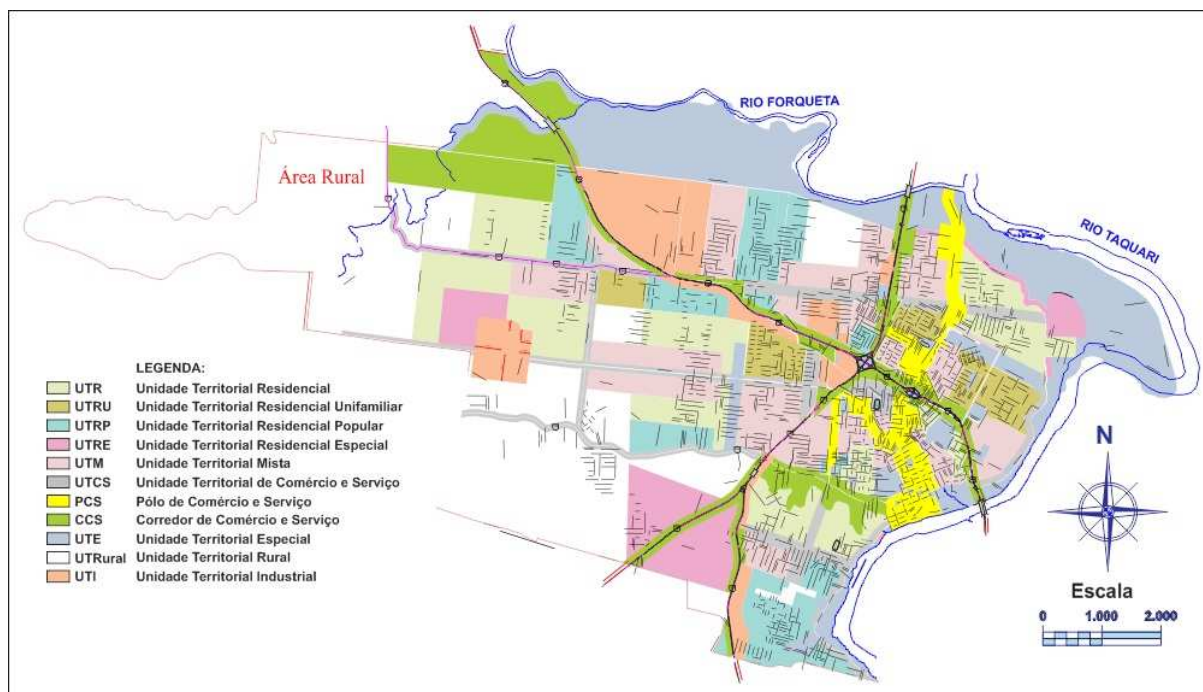 RIO FORQUETA
Área Rural
RIO TAQUARI
LEGENDA:
UTR Unidade Territorial Residencial
UTRU Unidade Territorial Residencial Unifamiliar
UTRP Unidade Territorial Residencial Popular
UTRE Unidade Territorial Residencial Especial
UTM Unidade Territorial Mista
UTCS Unidade Territorial de Comércio e Serviço
PCS Pólo de Comércio e Serviço
CCS Corredor de Comércio e Serviço
UTE Unidade Territorial Especial
UTRural Unidade Territorial Rural
UTI Unidade Territorial Industrial
N
Escala
0 1.000 2.000